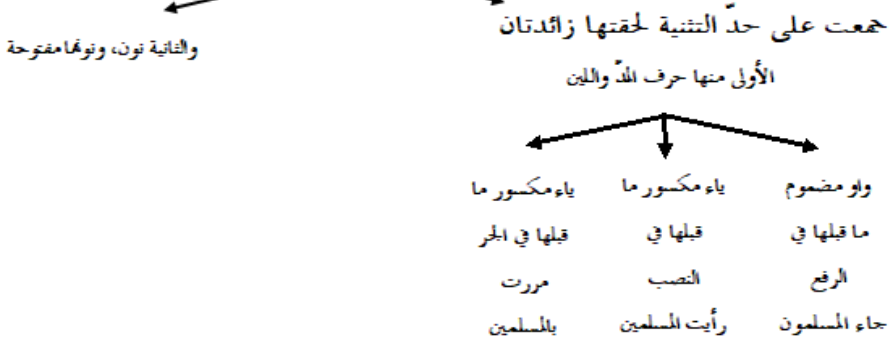 جمعت على حدّ التثنية لحقتها زائدتان
والثانية نون، ونونها مفتوحة
الأولى منها حرف المدّ واللين
واو مضموم ياء مكسور ما ياء مكسور ما
ما قبلها في قبلها في قبلها في الجر
الرفع النصب مررت
جاء المسلمون رأيت المسلمين بالمسلمين